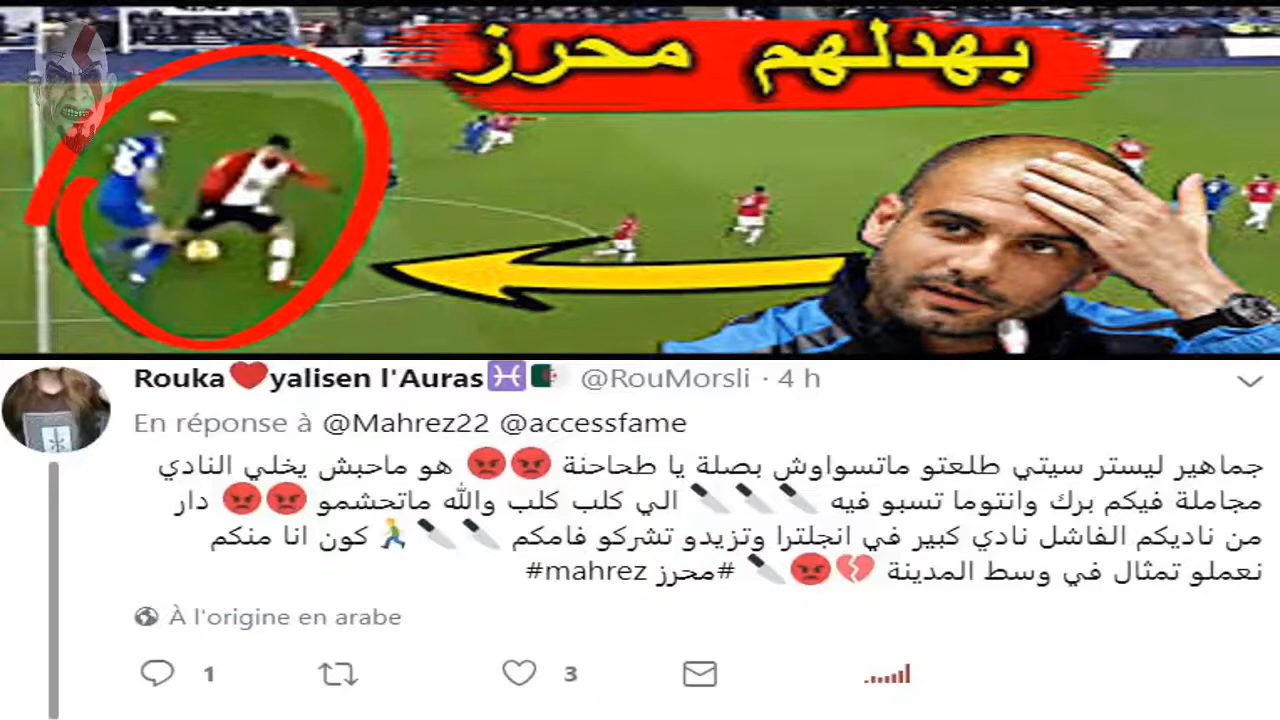 بهدلهم محرز
Rouka❤️yalisen l'Auras♓🇩🇿 @RouMorsli · 4 h
En réponse à @Mahrez22 @accessfame
جماهير ليستر سيتي طلعتو ماتسواوش بصلة يا طحاحنة 😡😡 هو ماحبش يخلي النادي
مجاملة فيكم برك وانتوما تسبو فيه 🔪🔪🔪 الي كلب كلب والله ماتحشمو 😡😡 دار
من ناديكم الفاشل نادي كبير في انجلترا وتزيدو تشركو فامكم 🔪🔪🏃‍♂️ كون انا منكم
نعملو تمثال في وسط المدينة 💔😡🔪 #محرز #mahrez
À l'origine en arabe
1 3